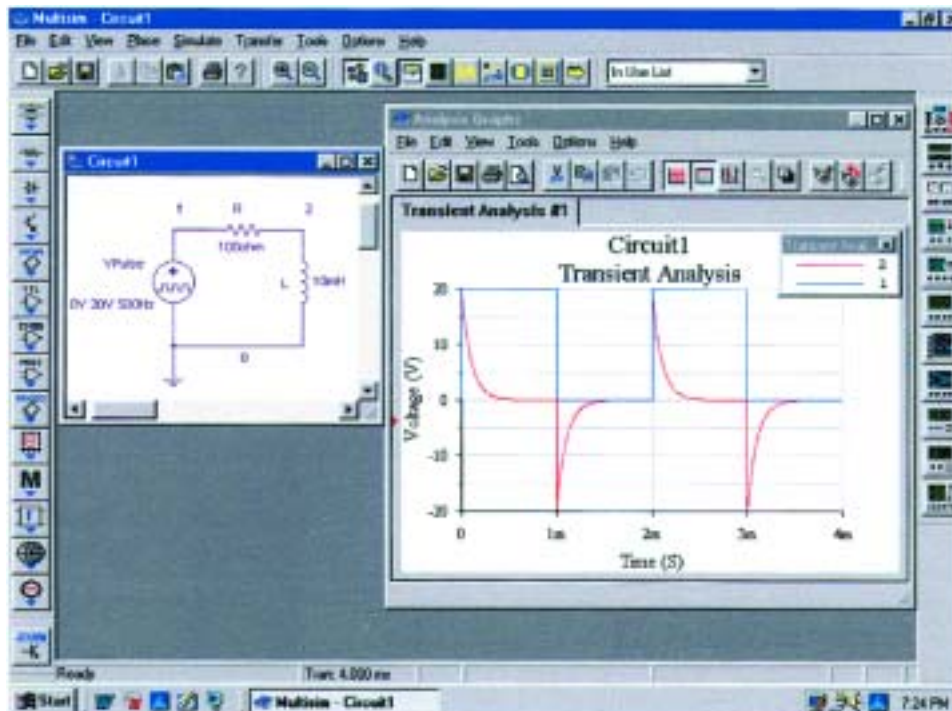 Multisim - Circuit1
File Edit View Place Simulate Transfer Tools Options Help
In Use List
Analysis Graphs
File Edit View Tools Options Help
Transient Analysis #1
Circuit1
1 R 2
100ohm
VPulse
L 10mH
0V 20V 500Hz
0
Circuit1
Transient Analysis
2
1
Voltage (V)
20
10
0
-10
-20
0 1m 2m 3m 4m
Time (S)
M
Ready Tran: 4.000 ms
Start Multisim - Circuit1 7:24 PM